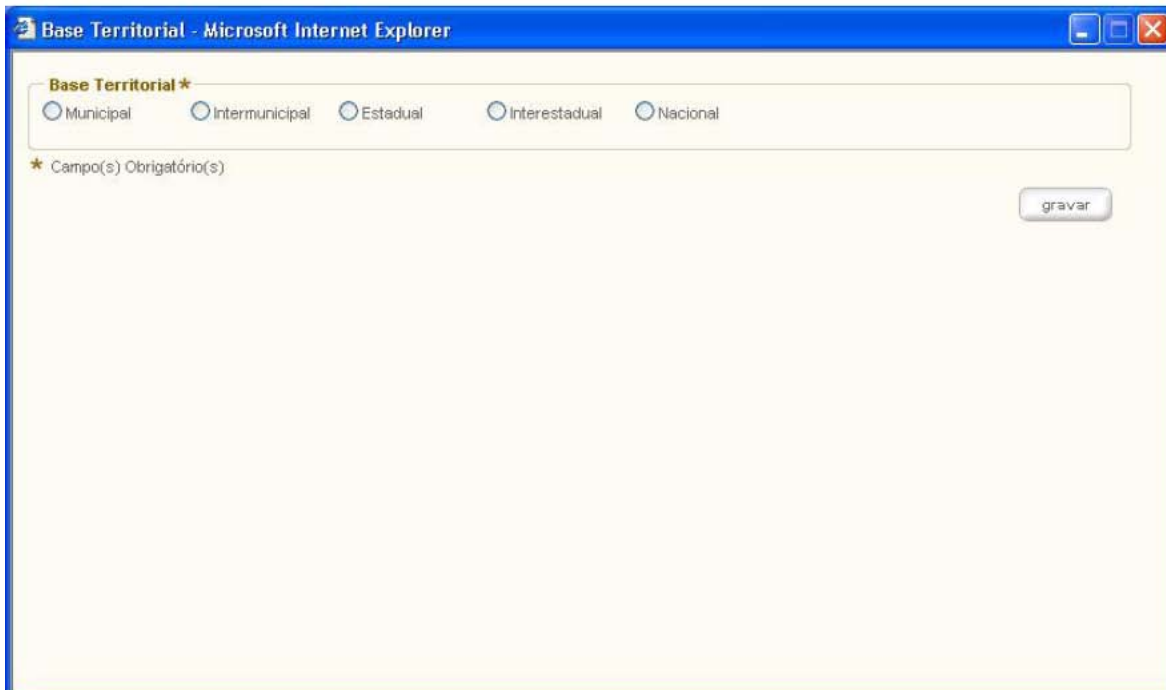 Base Territorial - Microsoft Internet Explorer
Base Territorial *
Municipal Intermunicipal Estadual Interestadual Nacional
* Campo(s) Obrigatório(s)
gravar